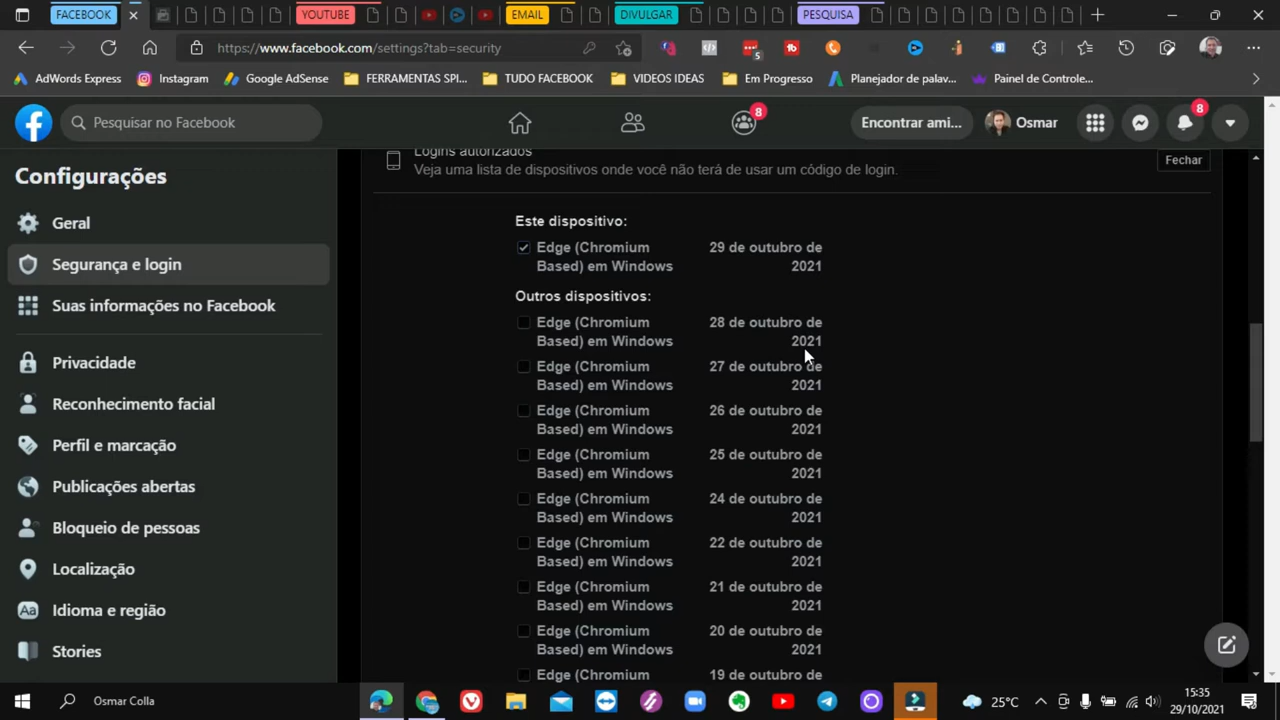 FACEBOOK
YOUTUBE
EMAIL
DIVULGAR
PESQUISA
https://www.facebook.com/settings?tab=security
5
AdWords Express
Instagram
Google AdSense
FERRAMENTAS SPI...
TUDO FACEBOOK
VIDEOS IDEAS
Em Progresso
Planejador de palav...
Painel de Controle...
Pesquisar no Facebook
8
Encontrar ami...
Osmar
8
Configurações
Geral
Segurança e login
Suas informações no Facebook
Privacidade
Reconhecimento facial
Perfil e marcação
Publicações abertas
Bloqueio de pessoas
Localização
Aa
Idioma e região
Stories
Logins autorizados
Veja uma lista de dispositivos onde você não terá de usar um código de login.
Fechar
Este dispositivo:
Edge (Chromium 29 de outubro de
Based) em Windows 2021
Outros dispositivos:
Edge (Chromium 28 de outubro de
Based) em Windows 2021
Edge (Chromium 27 de outubro de
Based) em Windows 2021
Edge (Chromium 26 de outubro de
Based) em Windows 2021
Edge (Chromium 25 de outubro de
Based) em Windows 2021
Edge (Chromium 24 de outubro de
Based) em Windows 2021
Edge (Chromium 22 de outubro de
Based) em Windows 2021
Edge (Chromium 21 de outubro de
Based) em Windows 2021
Edge (Chromium 20 de outubro de
Based) em Windows 2021
Edge (Chromium 19 de outubro de
Osmar Colla
25°C
15:35
29/10/2021